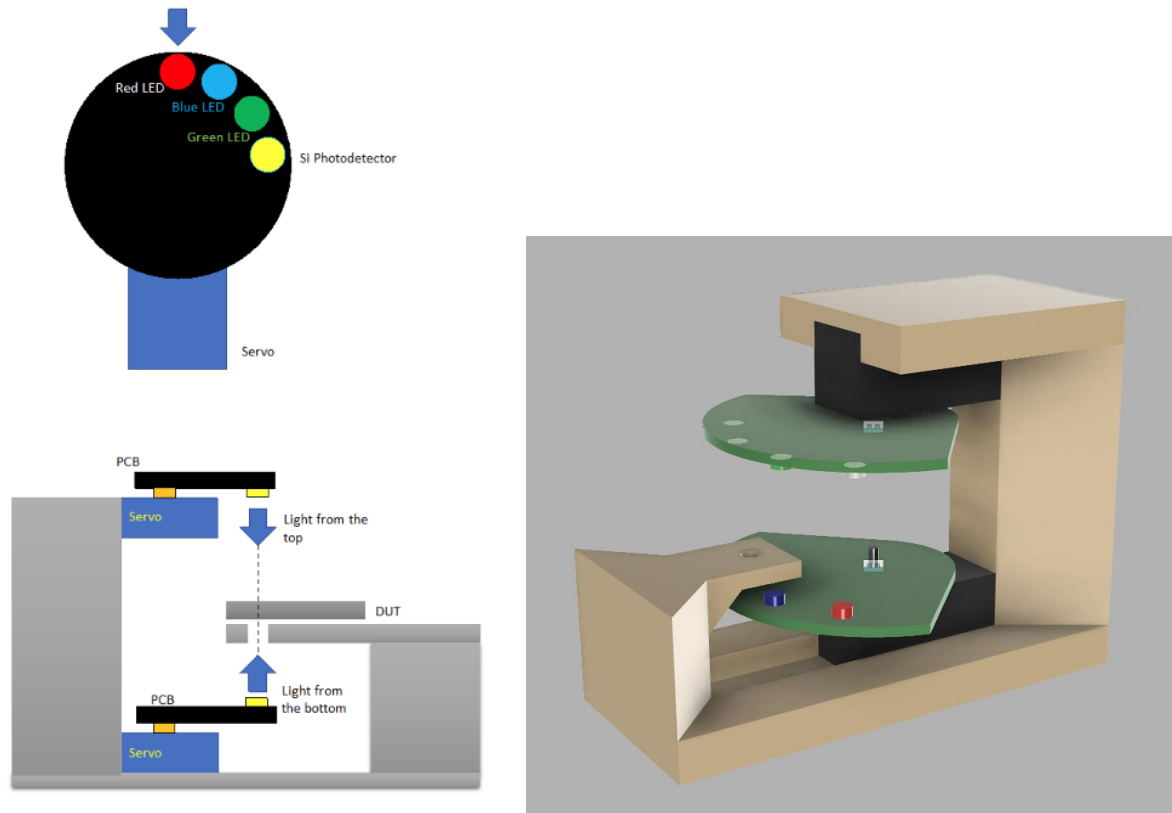 Red LED
Blue LED
Green LED
Si Photodetector
Servo
PCB
Servo
Light from the
top
DUT
PCB
Light from
the bottom
Servo